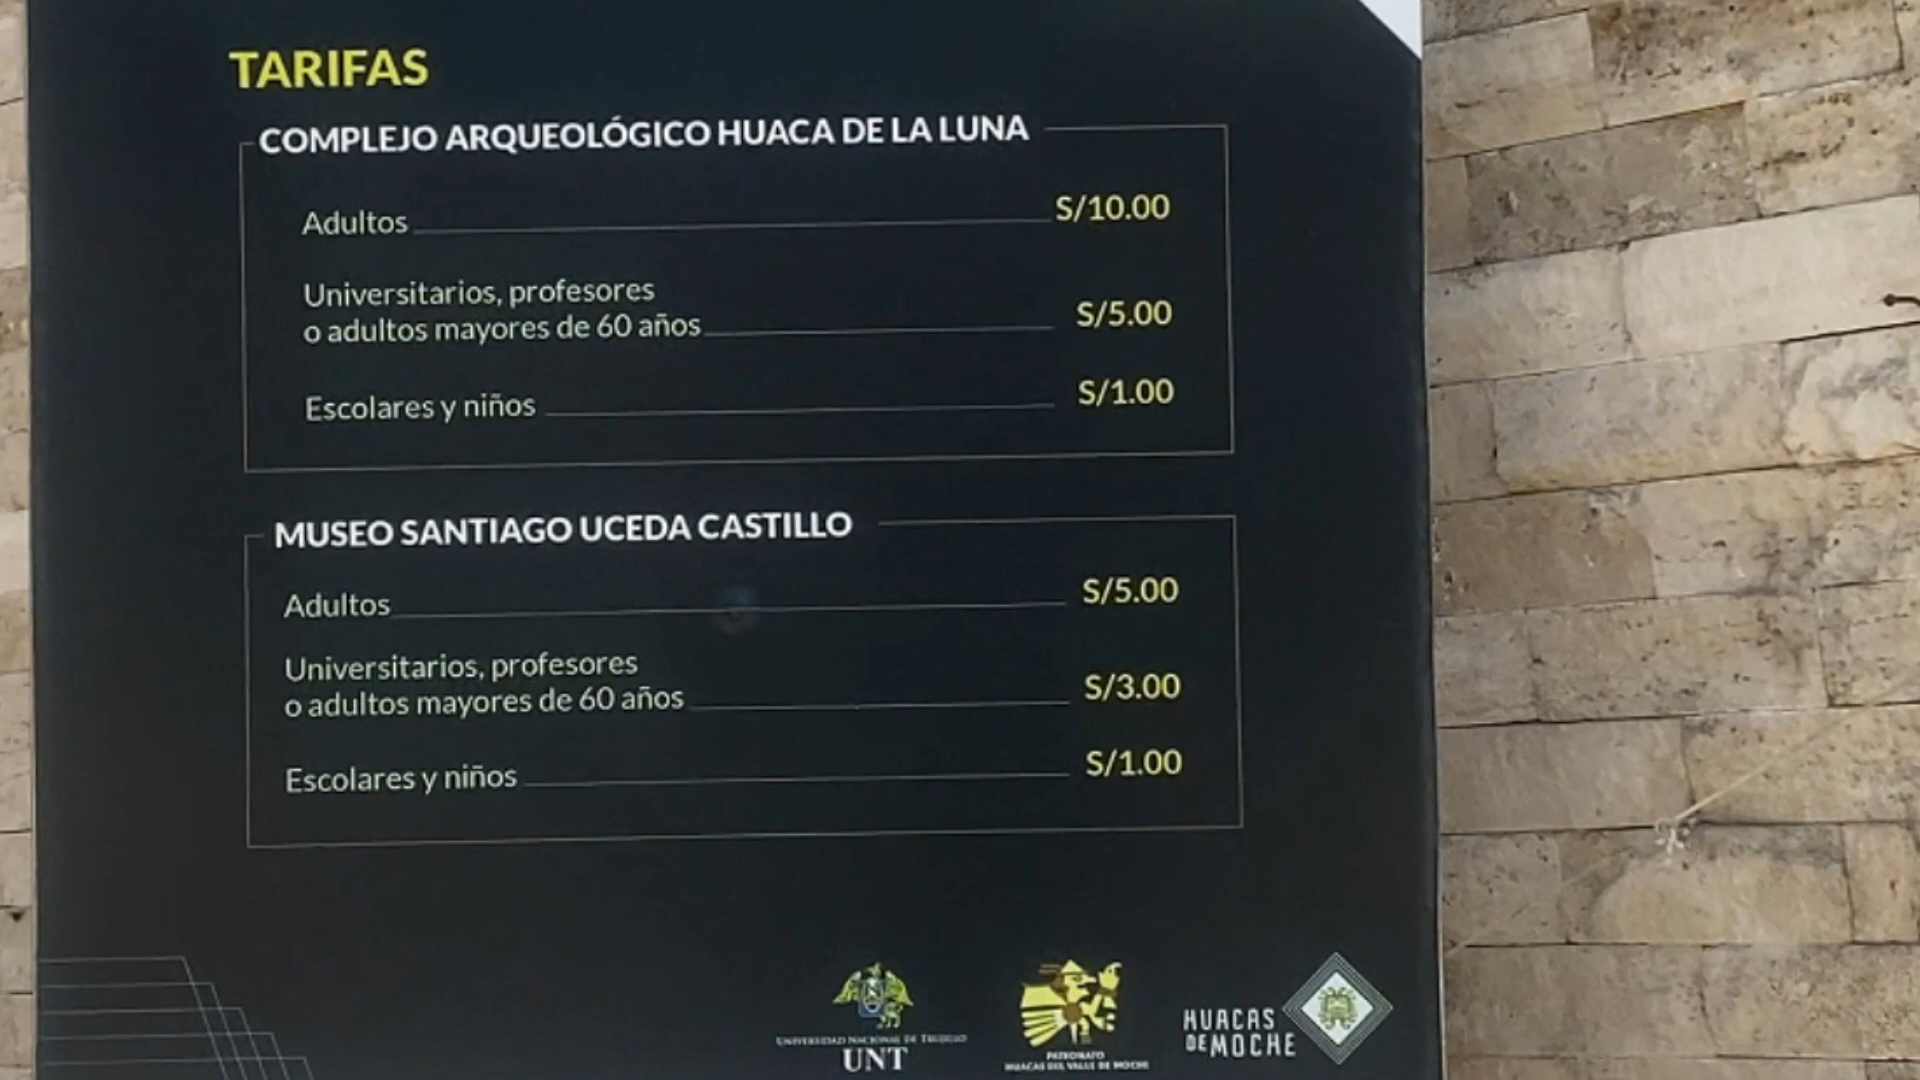 TARIFAS
COMPLEJO ARQUEOLÓGICO HUACA DE LA LUNA
Adultos S/10.00
Universitarios, profesores
o adultos mayores de 60 años S/5.00
Escolares y niños S/1.00
MUSEO SANTIAGO UCEDA CASTILLO
Adultos S/5.00
Universitarios, profesores
o adultos mayores de 60 años S/3.00
Escolares y niños S/1.00
UNIVERSIDAD NACIONAL DE TRUJILLO
UNT
PATRONATO
HUACAS DEL VALLE DE MOCHE
HUACAS
DE MOCHE